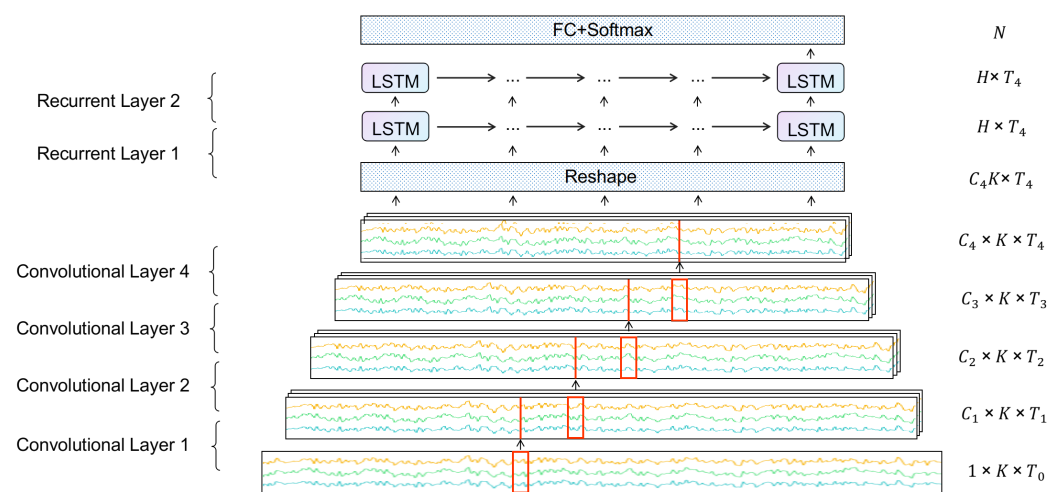 FC+Softmax N
LSTM ... ... ... LSTM H × T₄
Recurrent Layer 2
LSTM ... ... ... LSTM H × T₄
Recurrent Layer 1
Reshape C₄K × T₄
C₄ × K × T₄
Convolutional Layer 4
C₃ × K × T₃
Convolutional Layer 3
C₂ × K × T₂
Convolutional Layer 2
C₁ × K × T₁
Convolutional Layer 1
1 × K × T₀